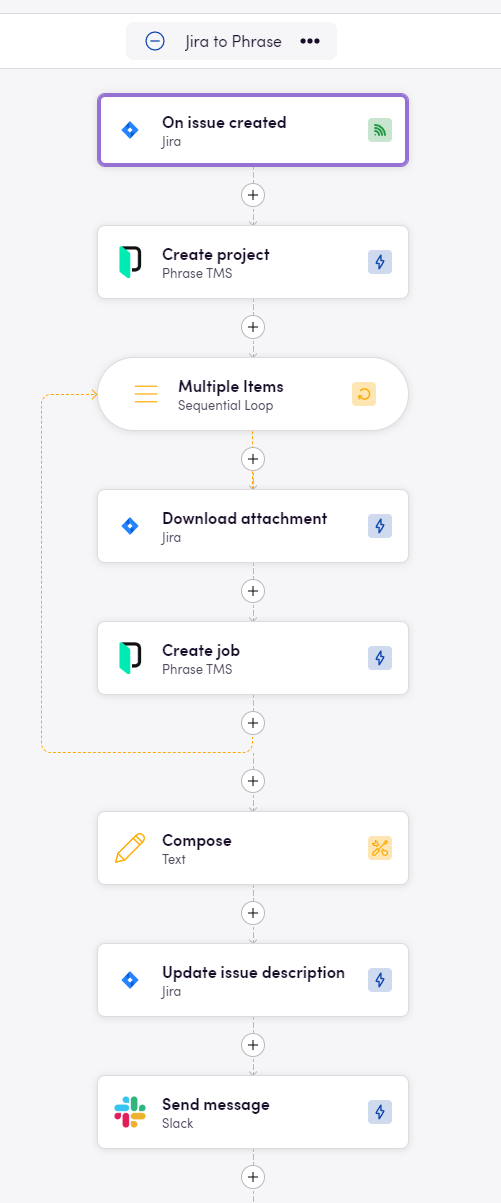 Jira to Phrase
On issue created
Jira
Create project
Phrase TMS
Multiple Items
Sequential Loop
Download attachment
Jira
Create job
Phrase TMS
Compose
Text
Update issue description
Jira
Send message
Slack